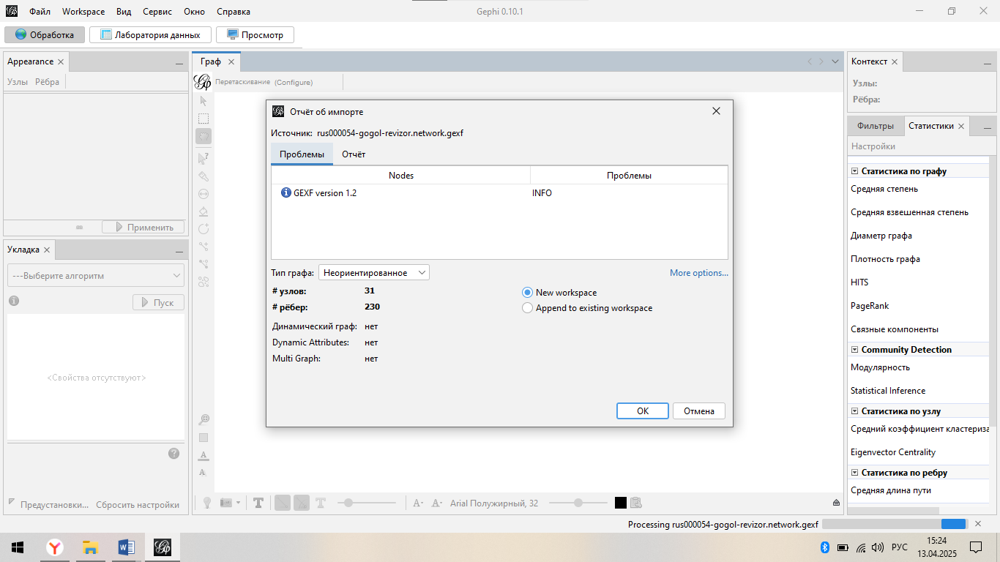 Файл Workspace Вид Сервис Окно Справка
Gephi 0.10.1
Обработка Лаборатория данных Просмотр
Appearance
Узлы Рёбра
Применить
Укладка
---Выберите алгоритм
Пуск
<Свойства отсутствуют>
Предустановки... Сбросить настройки
Граф
Перетаскивание (Configure)
Отчёт об импорте
Источник: rus000054-gogol-revizor.network.gexf
Проблемы Отчёт
Nodes Проблемы
GEXF version 1.2 INFO
Тип графа: Неориентированное More options...
# узлов: 31
# рёбер: 230
New workspace
Append to existing workspace
Динамический граф: нет
Dynamic Attributes: нет
Multi Graph: нет
ОК Отмена
Arial Полужирный, 32
Контекст
Узлы:
Рёбра:
Фильтры Статистики
Настройки
Статистика по графу
Средняя степень
Средняя взвешенная степень
Диаметр графа
Плотность графа
HITS
PageRank
Связные компоненты
Community Detection
Модулярность
Statistical Inference
Статистика по узлу
Средний коэффициент кластериза
Eigenvector Centrality
Статистика по ребру
Средняя длина пути
Processing rus000054-gogol-revizor.network.gexf
РУС
15:24
13.04.2025